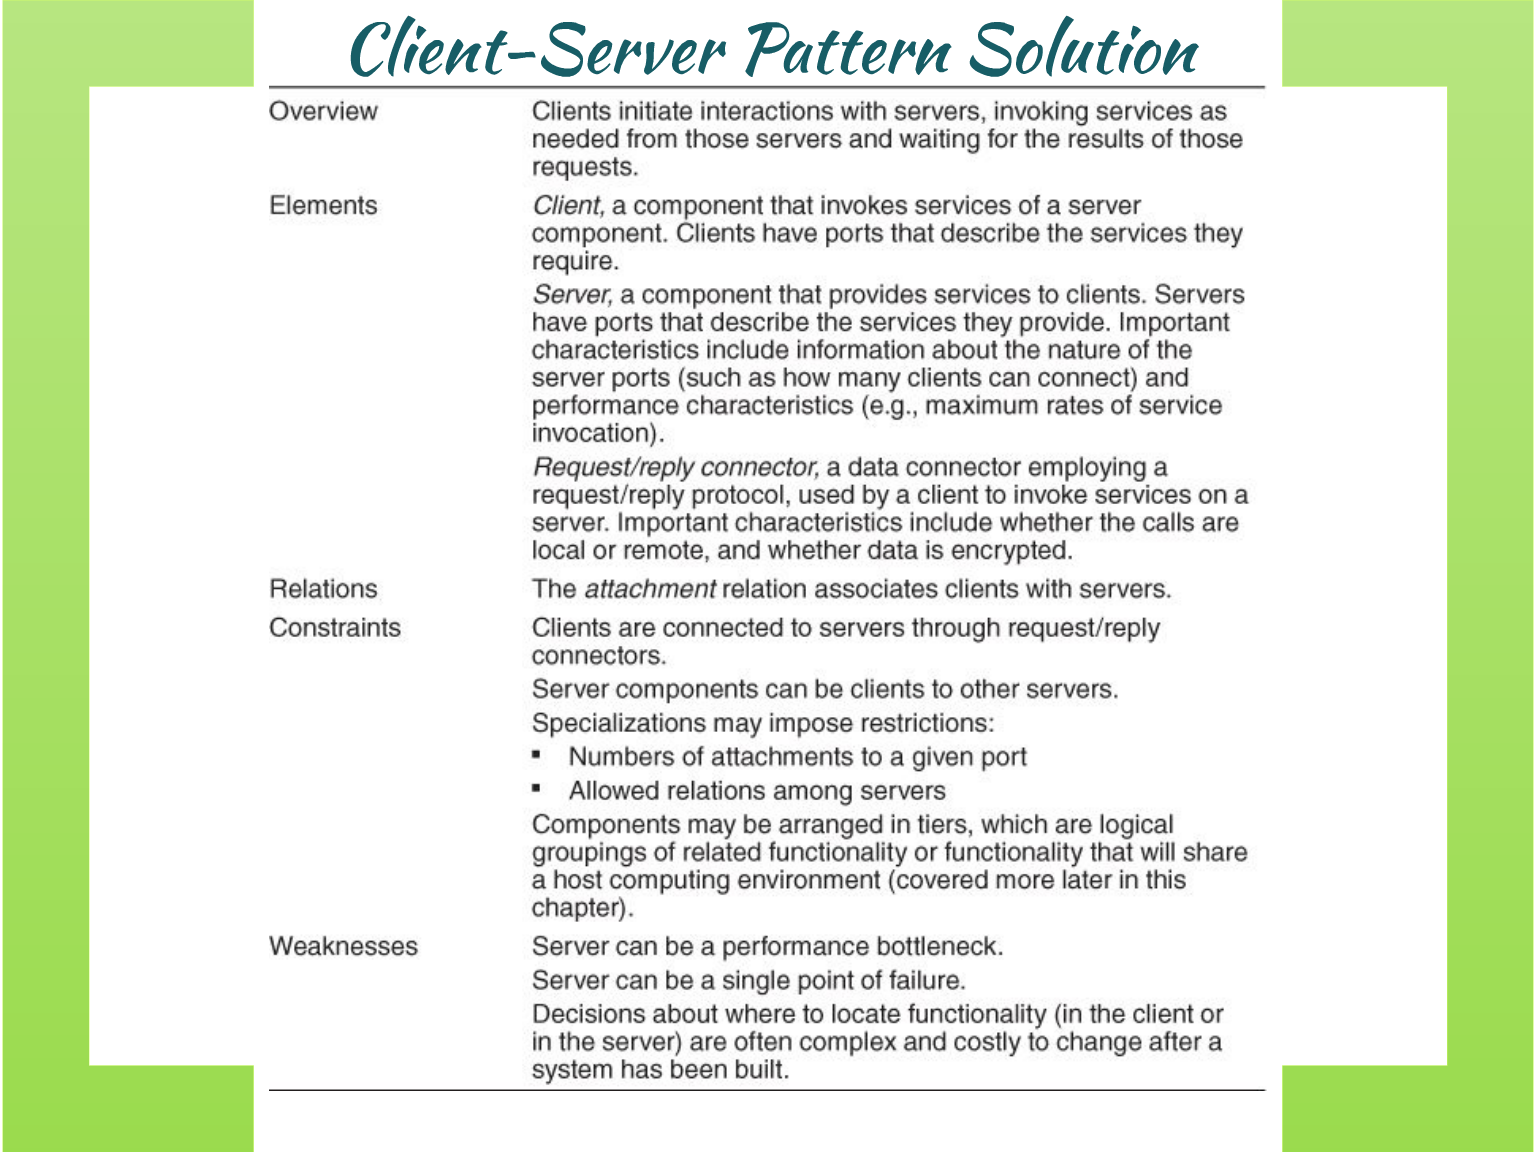 Client-Server Pattern Solution
Overview
Clients initiate interactions with servers, invoking services as
needed from those servers and waiting for the results of those
requests.
Elements
Client, a component that invokes services of a server
component. Clients have ports that describe the services they
require.
Server, a component that provides services to clients. Servers
have ports that describe the services they provide. Important
characteristics include information about the nature of the
server ports (such as how many clients can connect) and
performance characteristics (e.g., maximum rates of service
invocation).
Request/reply connector, a data connector employing a
request/reply protocol, used by a client to invoke services on a
server. Important characteristics include whether the calls are
local or remote, and whether data is encrypted.
Relations
The attachment relation associates clients with servers.
Constraints
Clients are connected to servers through request/reply
connectors.
Server components can be clients to other servers.
Specializations may impose restrictions:
▪ Numbers of attachments to a given port
▪ Allowed relations among servers
Components may be arranged in tiers, which are logical
groupings of related functionality or functionality that will share
a host computing environment (covered more later in this
chapter).
Weaknesses
Server can be a performance bottleneck.
Server can be a single point of failure.
Decisions about where to locate functionality (in the client or
in the server) are often complex and costly to change after a
system has been built.